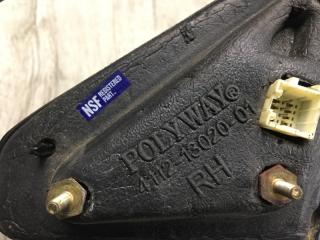 NSF REGISTERED
PART
POLYWAY®
4112-13020-01
RH